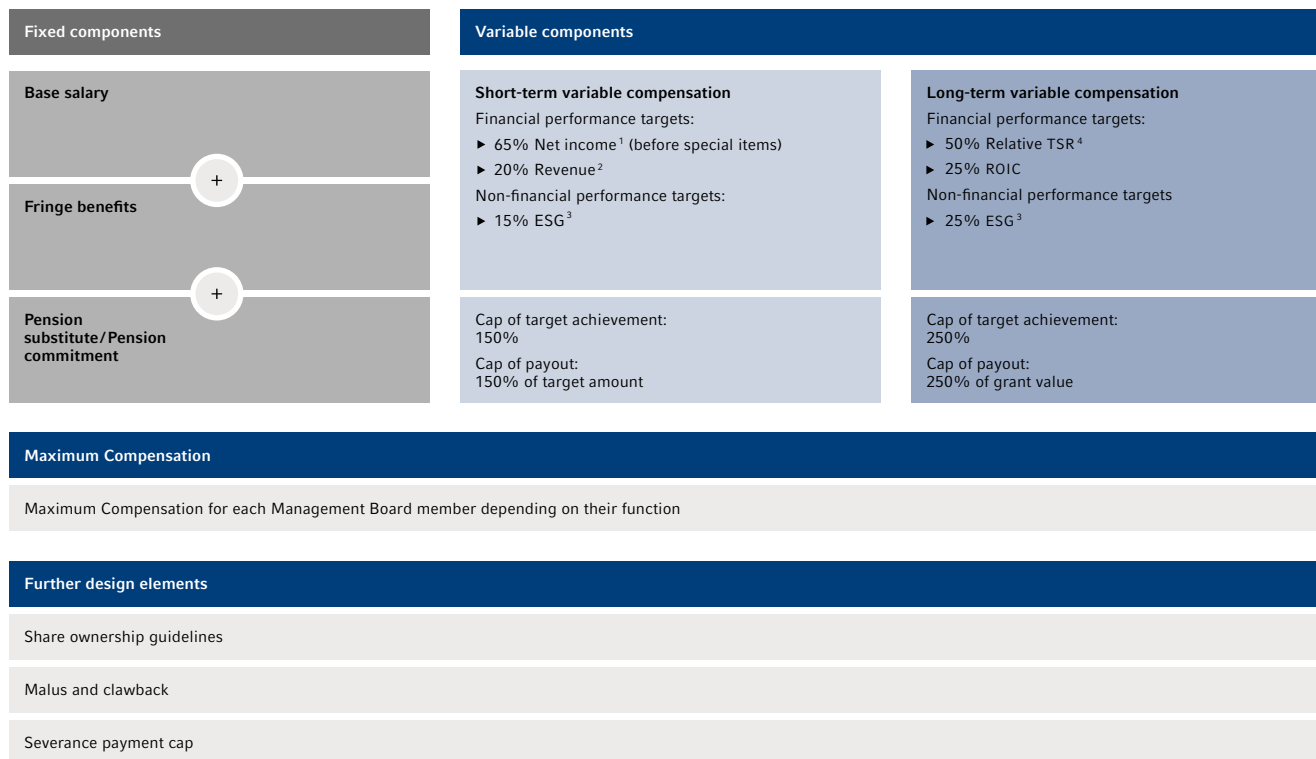 Fixed components
Variable components
Base salary
+
Fringe benefits
+
Pension
substitute/Pension
commitment
Short-term variable compensation
Financial performance targets:
▶ 65% Net income¹ (before special items)
▶ 20% Revenue²
Non-financial performance targets:
▶ 15% ESG³
Cap of target achievement:
150%
Cap of payout:
150% of target amount
Long-term variable compensation
Financial performance targets:
▶ 50% Relative TSR⁴
▶ 25% ROIC
Non-financial performance targets
▶ 25% ESG³
Cap of target achievement:
250%
Cap of payout:
250% of grant value
Maximum Compensation
Maximum Compensation for each Management Board member depending on their function
Further design elements
Share ownership guidelines
Malus and clawback
Severance payment cap